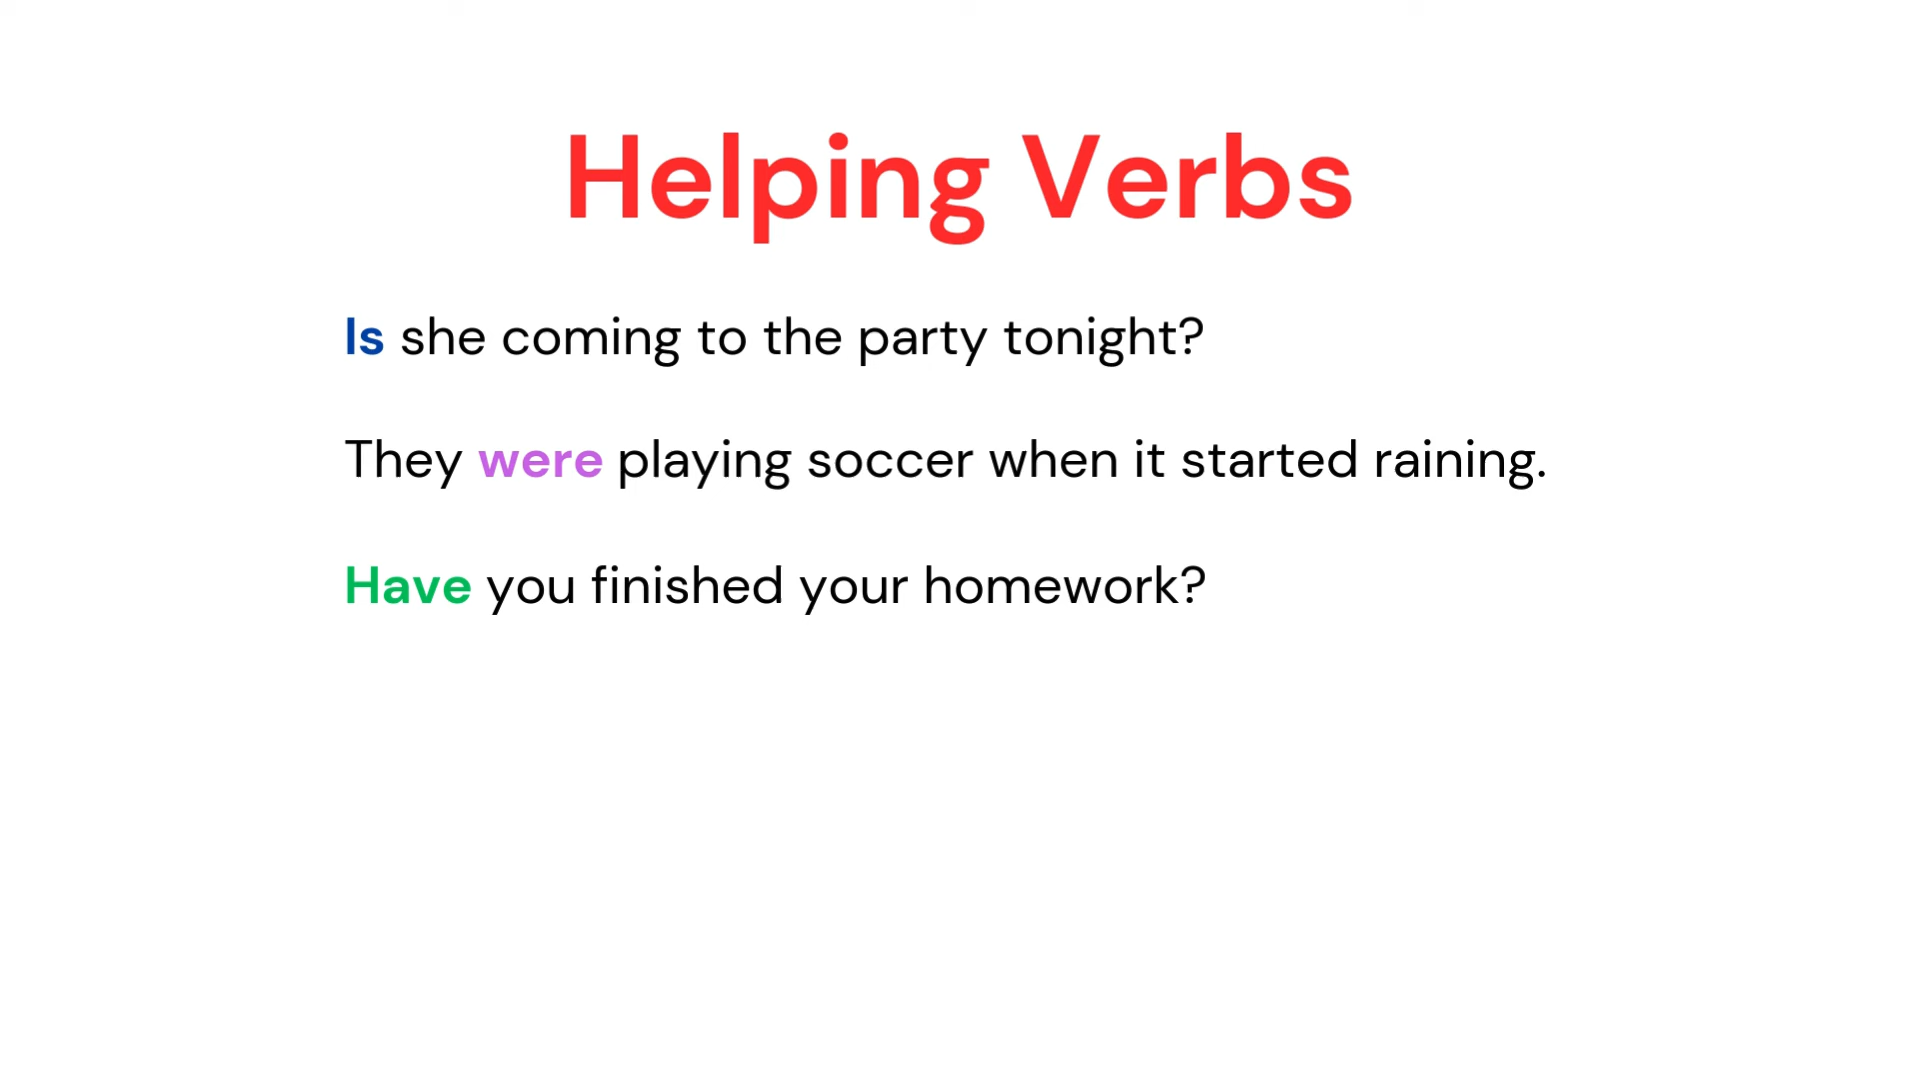 Helping Verbs
Is she coming to the party tonight?
They were playing soccer when it started raining.
Have you finished your homework?